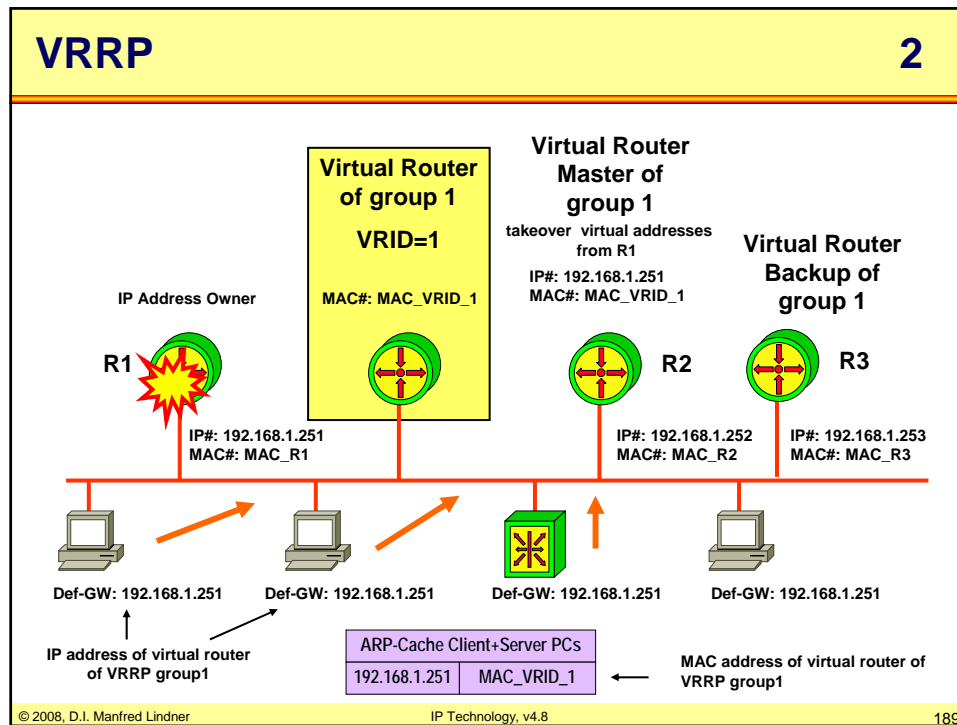 VRRP 2
Virtual Router
of group 1
VRID=1
MAC#: MAC_VRID_1
Virtual Router
Master of
group 1
takeover virtual addresses
from R1
IP#: 192.168.1.251
MAC#: MAC_VRID_1
Virtual Router
Backup of
group 1
IP Address Owner
R1
R2
R3
IP#: 192.168.1.251
MAC#: MAC_R1
IP#: 192.168.1.252
MAC#: MAC_R2
IP#: 192.168.1.253
MAC#: MAC_R3
Def-GW: 192.168.1.251
Def-GW: 192.168.1.251
Def-GW: 192.168.1.251
Def-GW: 192.168.1.251
IP address of virtual router
of VRRP group1
ARP-Cache Client+Server PCs
192.168.1.251 MAC_VRID_1
MAC address of virtual router of
VRRP group1
© 2008, D.I. Manfred Lindner
IP Technology, v4.8
189